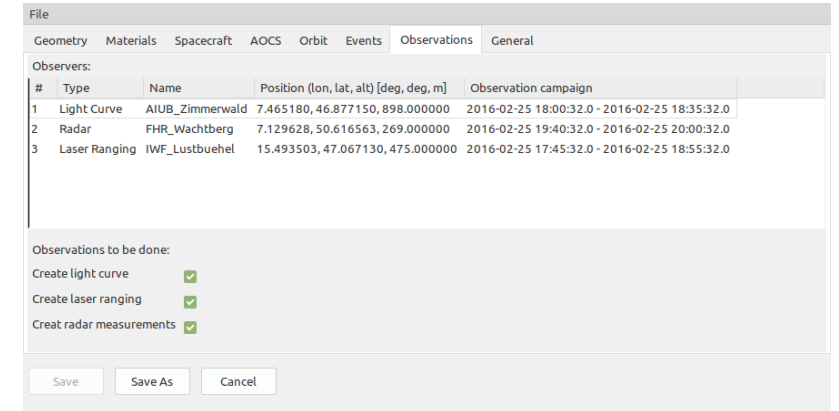 File
Geometry Materials Spacecraft AOCS Orbit Events Observations General
Observers:
# Type Name Position (lon, lat, alt) [deg, deg, m] Observation campaign
1 Light Curve AIUB_Zimmerwald 7.465180, 46.877150, 898.000000 2016-02-25 18:00:32.0 - 2016-02-25 18:35:32.0
2 Radar FHR_Wachtberg 7.129628, 50.616563, 269.000000 2016-02-25 19:40:32.0 - 2016-02-25 20:00:32.0
3 Laser Ranging IWF_Lustbuehel 15.493503, 47.067130, 475.000000 2016-02-25 17:45:32.0 - 2016-02-25 18:55:32.0
Observations to be done:
Create light curve
Create laser ranging
Creat radar measurements
Save Save As Cancel